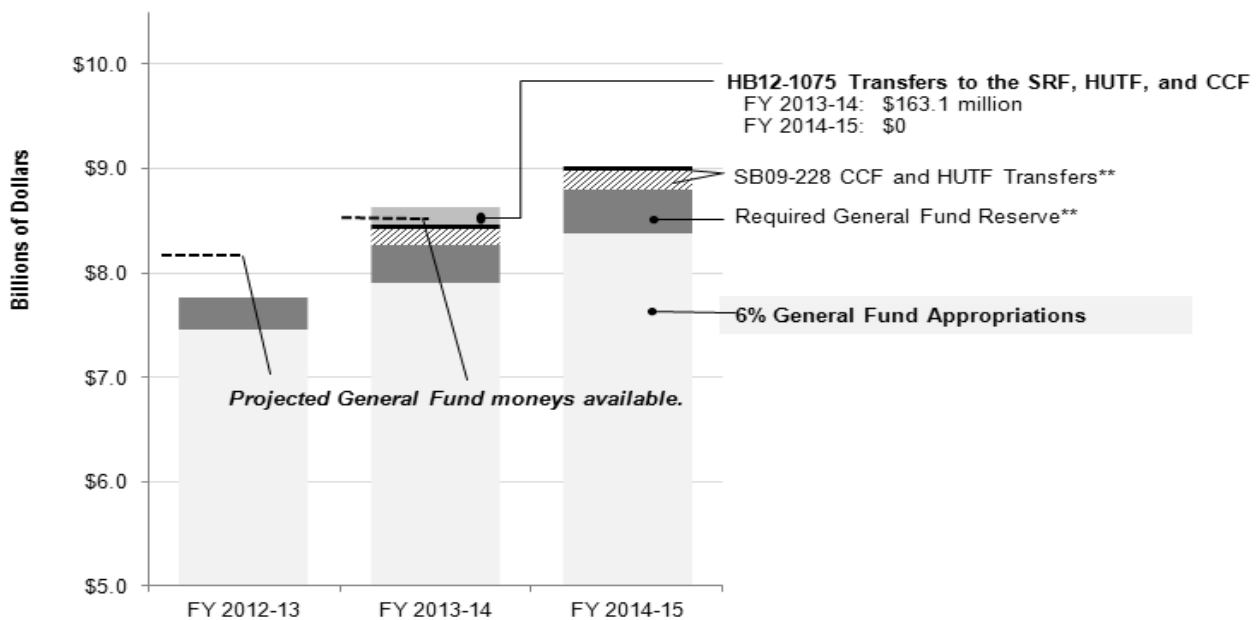 Billions of Dollars
$10.0
$9.0
$8.0
$7.0
$6.0
$5.0
HB12-1075 Transfers to the SRF, HUTF, and CCF
FY 2013-14: $163.1 million
FY 2014-15: $0
SB09-228 CCF and HUTF Transfers**
Required General Fund Reserve**
6% General Fund Appropriations
Projected General Fund moneys available.
FY 2012-13
FY 2013-14
FY 2014-15